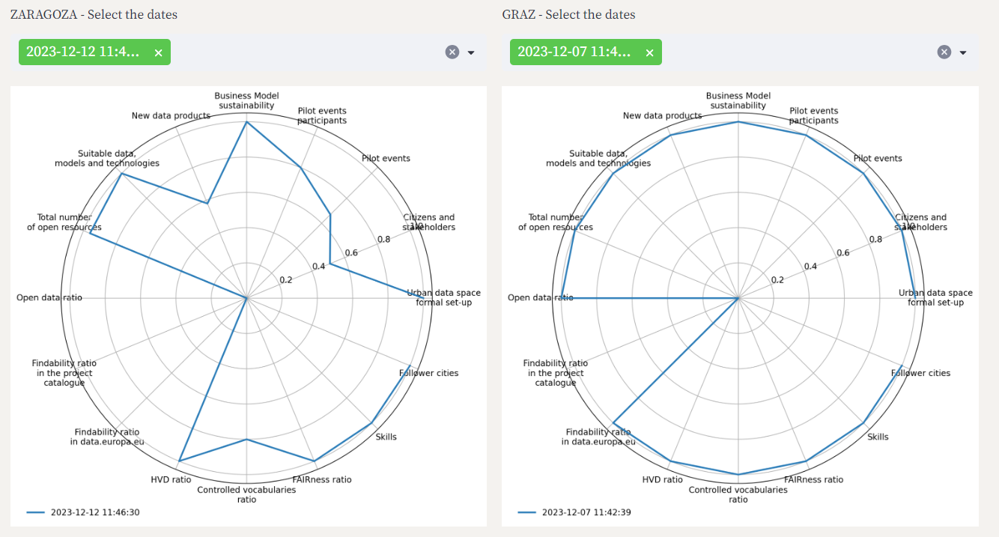 ZARAGOZA - Select the dates
2023-12-12 11:4...
Business Model
sustainability
Pilot events
participants
New data products
Pilot events
Suitable data,
models and technologies
Citizens and
stakeholders
1.0
Total number
of open resources
0.8
0.6
0.4
0.2
Urban data space
formal set-up
Open data ratio
Findability ratio
in the project
catalogue
Follower cities
Findability ratio
in data.europa.eu
Skills
HVD ratio
FAIRness ratio
Controlled vocabularies
ratio
2023-12-12 11:46:30
GRAZ - Select the dates
2023-12-07 11:4...
Business Model
sustainability
Pilot events
participants
New data products
Pilot events
Suitable data,
models and technologies
Citizens and
stakeholders
1.0
Total number
of open resources
0.8
0.6
0.4
0.2
Urban data space
formal set-up
Open data ratio
Findability ratio
in the project
catalogue
Follower cities
Findability ratio
in data.europa.eu
Skills
HVD ratio
FAIRness ratio
Controlled vocabularies
ratio
2023-12-07 11:42:39